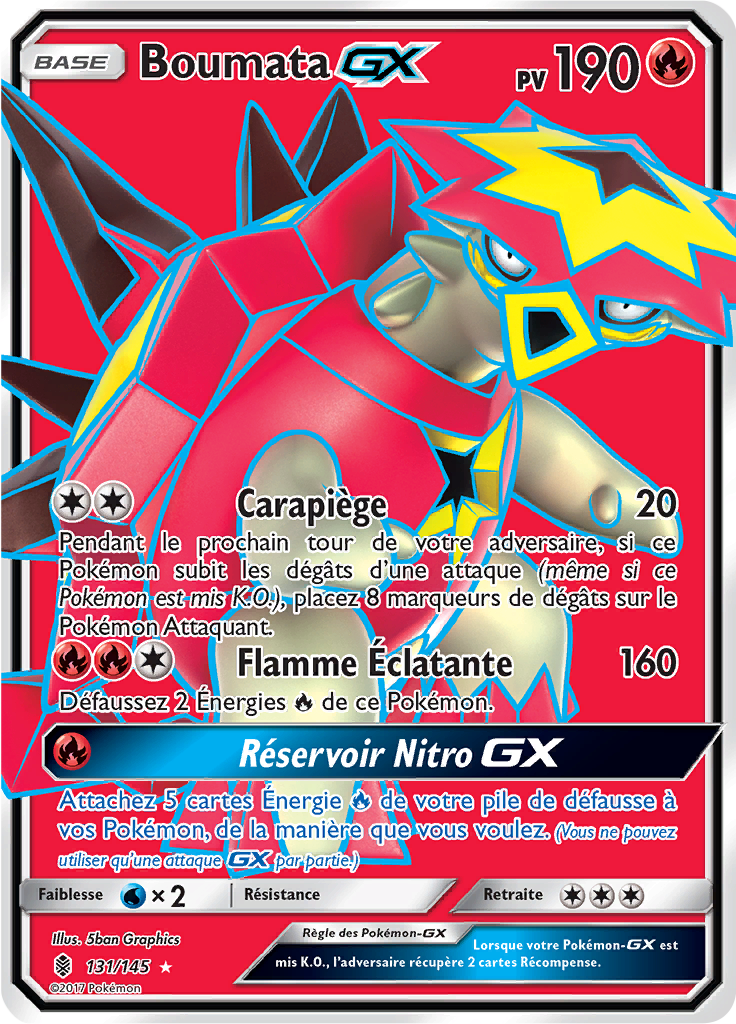 BASE Boumata GX PV 190
Carapiège 20
Pendant le prochain tour de votre adversaire, si ce
Pokémon subit les dégâts d'une attaque (même si ce
Pokémon est mis K.O.), placez 8 marqueurs de dégâts sur le
Pokémon Attaquant.
Flamme Éclatante 160
Défaussez 2 Énergies de ce Pokémon.
Réservoir Nitro GX
Attachez 5 cartes Énergie de votre pile de défausse à
vos Pokémon, de la manière que vous voulez. (Vous ne pouvez
utiliser qu'une attaque GX par partie.)
Faiblesse × 2 Résistance Retraite
Illus. 5ban Graphics
131/145
©2017 Pokémon
Règle des Pokémon-GX
Lorsque votre Pokémon-GX est
mis K.O., l'adversaire récupère 2 cartes Récompense.